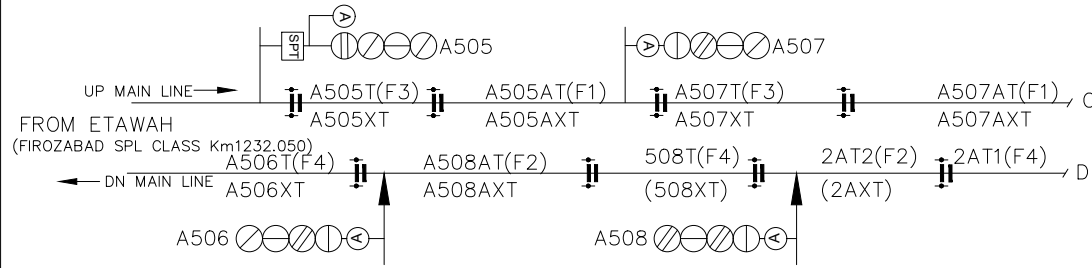 A
SPT
A505
A
A507
UP MAIN LINE
A505T(F3)
A505AT(F1)
A507T(F3)
A507AT(F1)
C
A505XT
A505AXT
A507XT
A507AXT
FROM ETAWAH
(FIROZABAD SPL CLASS Km1232.050)
A506T(F4)
A508AT(F2)
508T(F4)
2AT2(F2)
2AT1(F4)
D
DN MAIN LINE
A506XT
A508AXT
(508XT)
(2AXT)
A506
A
A508
A